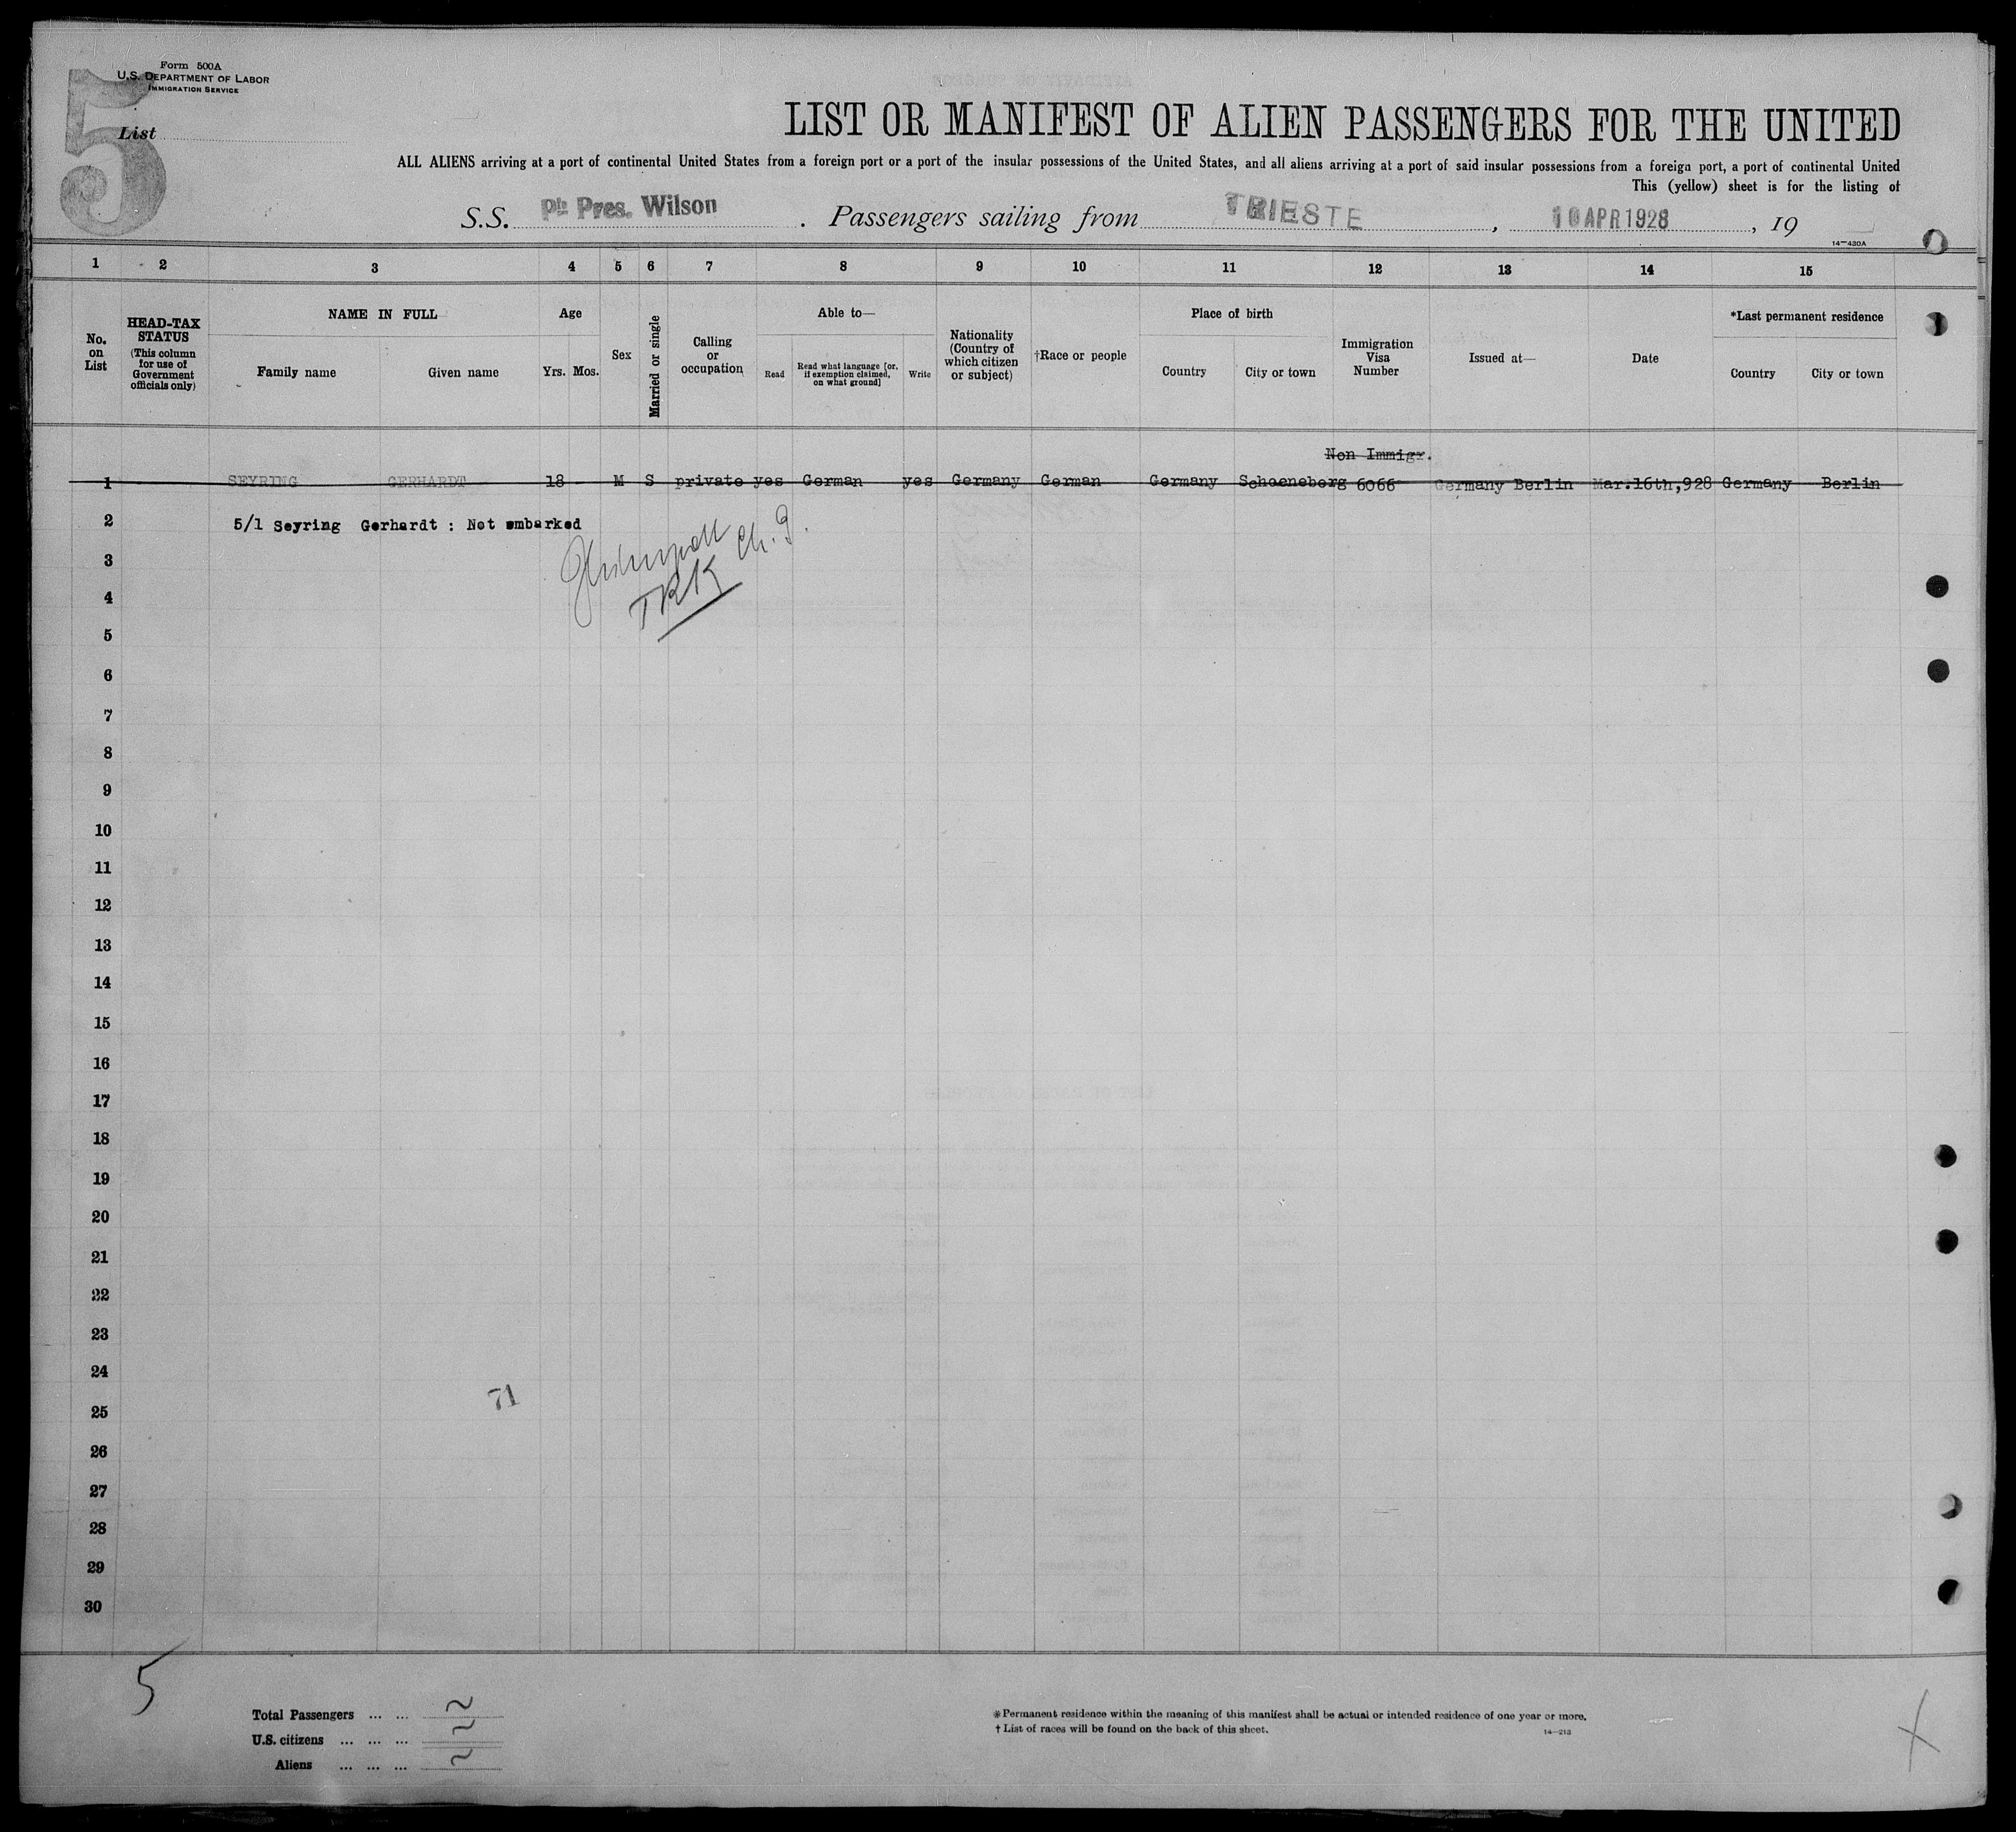 Form 500A
U.S. DEPARTMENT OF LABOR
IMMIGRATION SERVICE
5
List
LIST OR MANIFEST OF ALIEN PASSENGERS FOR THE UNITED
ALL ALIENS arriving at a port of continental United States from a foreign port or a port of the insular possessions of the United States, and all aliens arriving at a port of said insular possessions from a foreign port, a port of continental United
This (yellow) sheet is for the listing of
S.S. Pls Pres. Wilson . Passengers sailing from TRIESTE , 10 APR 1928 , 19
14—430A
1 2 3 4 5 6 7 8 9 10 11 12 13 14 15
No. on List
HEAD-TAX STATUS
(This column for use of Government officials only)
NAME IN FULL
Family name Given name
Age
Yrs. Mos.
Sex
Married or single
Calling or occupation
Able to—
Read
Read what language [or, if exemption claimed, on what ground]
Write
Nationality (Country of which citizen or subject)
†Race or people
Place of birth
Country City or town
Immigration Visa Number
Issued at—
Date
*Last permanent residence
Country City or town
Non Immigr.
1 SEYRING GERHARDT 18 M S private yes German yes Germany German Germany Schoeneberg 6066 Germany Berlin Mar.16th,928 Germany Berlin
2 5/1 Seyring Gerhardt : Not embarked
3
4
5
6
7
8
9
10
11
12
13
14
15
16
17
18
19
20
21
22
23
24
71
25
26
27
28
29
30
5
Total Passengers ... ...
U.S. citizens ... ... ...
Aliens ... ... ...
*Permanent residence within the meaning of this manifest shall be actual or intended residence of one year or more.
† List of races will be found on the back of this sheet.
14—213